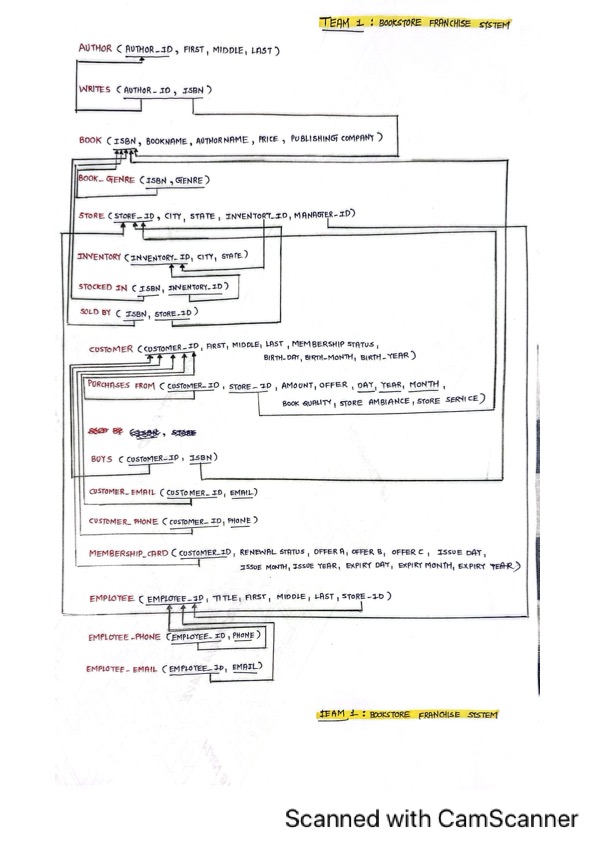 TEAM 1 : BOOKSTORE FRANCHISE SYSTEM
AUTHOR ( AUTHOR_ID, FIRST, MIDDLE, LAST )
WRITES ( AUTHOR_ID, ISBN )
BOOK ( ISBN, BOOKNAME, AUTHORNAME, PRICE, PUBLISHING COMPANY )
BOOK_GENRE ( ISBN, GENRE )
STORE ( STORE_ID, CITY, STATE, INVENTORY_ID, MANAGER_ID )
INVENTORY ( INVENTORY_ID, CITY, STATE )
STOCKED IN ( ISBN, INVENTORY_ID )
SOLD BY ( ISBN, STORE_ID )
CUSTOMER ( CUSTOMER_ID, FIRST, MIDDLE, LAST, MEMBERSHIP STATUS,
BIRTH_DAY, BIRTH_MONTH, BIRTH_YEAR )
PURCHASES FROM ( CUSTOMER_ID, STORE_ID, AMOUNT, OFFER, DAY, YEAR, MONTH,
BOOK QUALITY, STORE AMBIANCE, STORE SERVICE )
SOLD BY (ISBN, STORE
BUYS ( CUSTOMER_ID, ISBN )
CUSTOMER_EMAIL ( CUSTOMER_ID, EMAIL )
CUSTOMER_PHONE ( CUSTOMER_ID, PHONE )
MEMBERSHIP_CARD ( CUSTOMER_ID, RENEWAL STATUS, OFFER A, OFFER B, OFFER C, ISSUE DAY,
ISSUE MONTH, ISSUE YEAR, EXPIRY DAY, EXPIRY MONTH, EXPIRY YEAR )
EMPLOYEE ( EMPLOYEE_ID, TITLE, FIRST, MIDDLE, LAST, STORE_ID )
EMPLOYEE_PHONE ( EMPLOYEE_ID, PHONE )
EMPLOYEE_EMAIL ( EMPLOYEE_ID, EMAIL )
TEAM 1 : BOOKSTORE FRANCHISE SYSTEM
Scanned with CamScanner